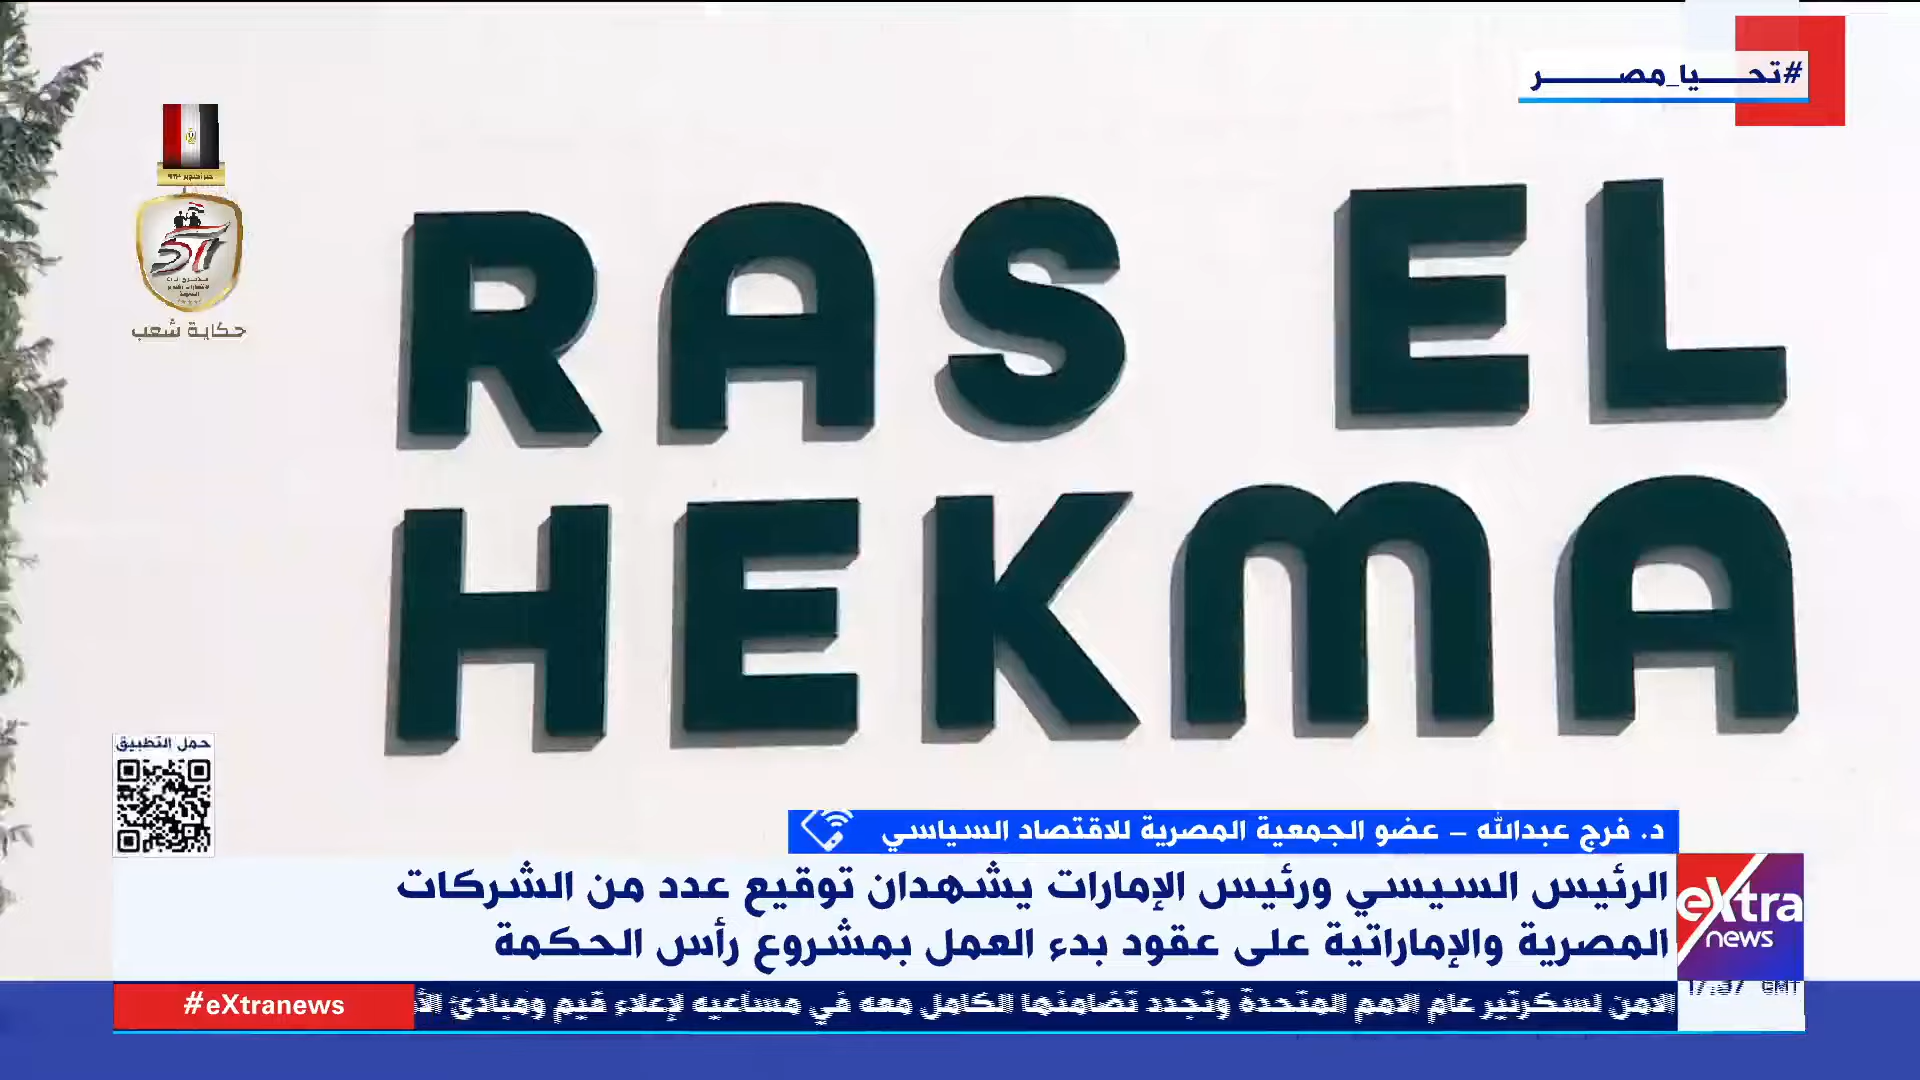 #تحيا_مصر
حكاية شعب
RAS EL
HEKMA
حمل التطبيق
د. فرج عبدالله - عضو الجمعية المصرية للاقتصاد السياسي
الرئيس السيسي ورئيس الإمارات يشهدان توقيع عدد من الشركات
المصرية والإماراتية على عقود بدء العمل بمشروع رأس الحكمة
eXtra
news
#eXtranews
الامن لسكرتير عام الامم المتحدة وتجدد تضامنها الكامل معه في مساعيه لإعلاء قيم ومبادئ